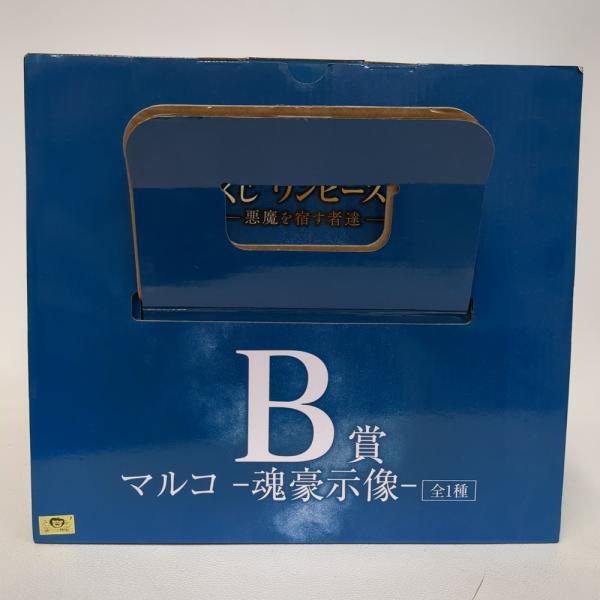 くじ ワンピース
—悪魔を宿す者達—
B賞
マルコ -魂豪示像- 全1種